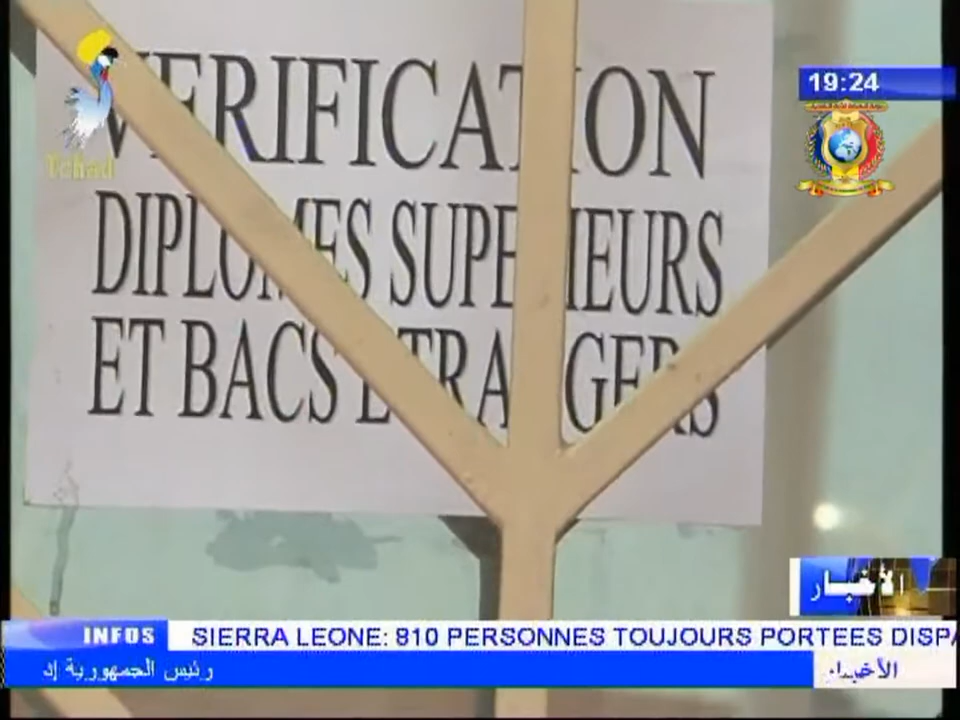 Tchad
19:24
VERIFICATION
DIPLOMES SUPERIEURS
ET BACS ETRANGERS
الأخبار
INFOS
SIERRA LEONE: 810 PERSONNES TOUJOURS PORTEES DISPA
رئيس الجمهورية إد
الأخبار